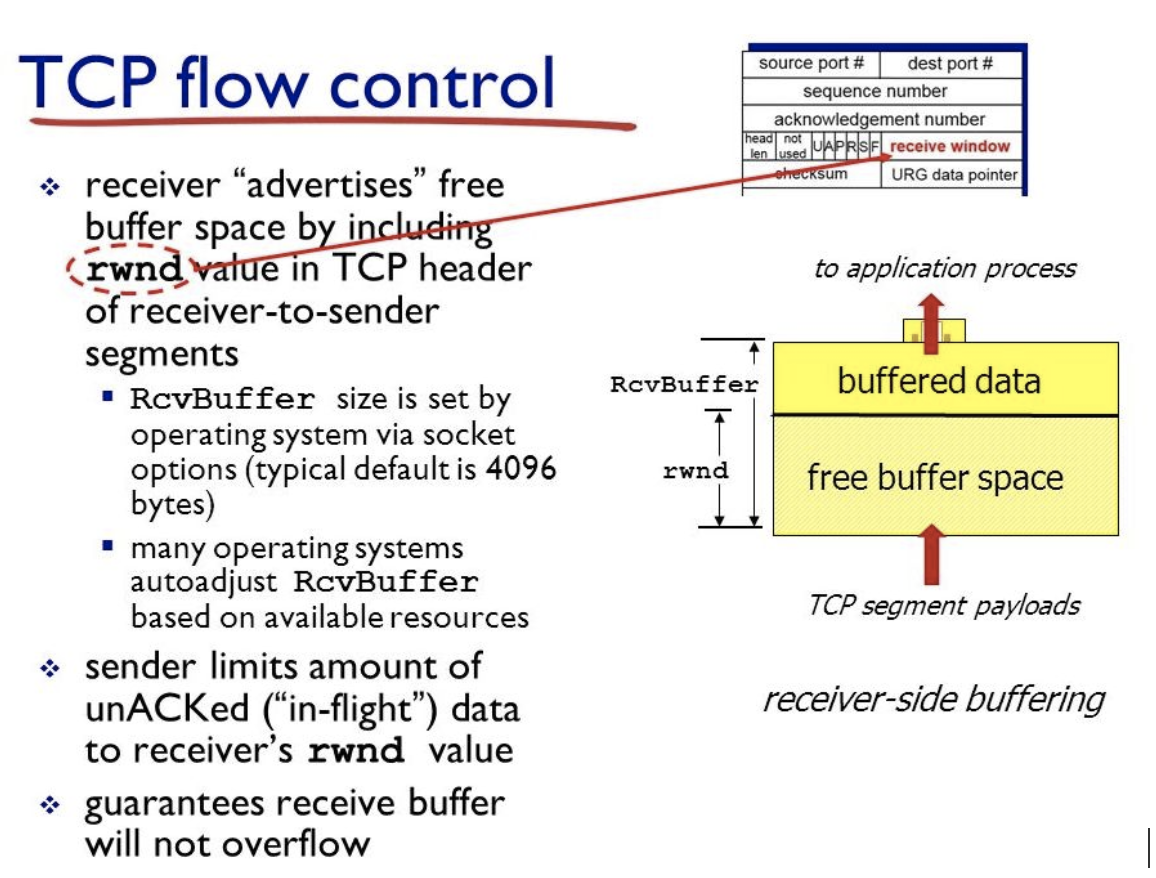 TCP flow control
❖ receiver “advertises” free
buffer space by including
rwnd value in TCP header
of receiver-to-sender
segments
▪ RcvBuffer size is set by
operating system via socket
options (typical default is 4096
bytes)
▪ many operating systems
autoadjust RcvBuffer
based on available resources
❖ sender limits amount of
unACKed (“in-flight”) data
to receiver’s rwnd value
❖ guarantees receive buffer
will not overflow
source port # dest port #
sequence number
acknowledgement number
head len not used U A P R S F receive window
checksum URG data pointer
to application process
RcvBuffer
buffered data
rwnd
free buffer space
TCP segment payloads
receiver-side buffering